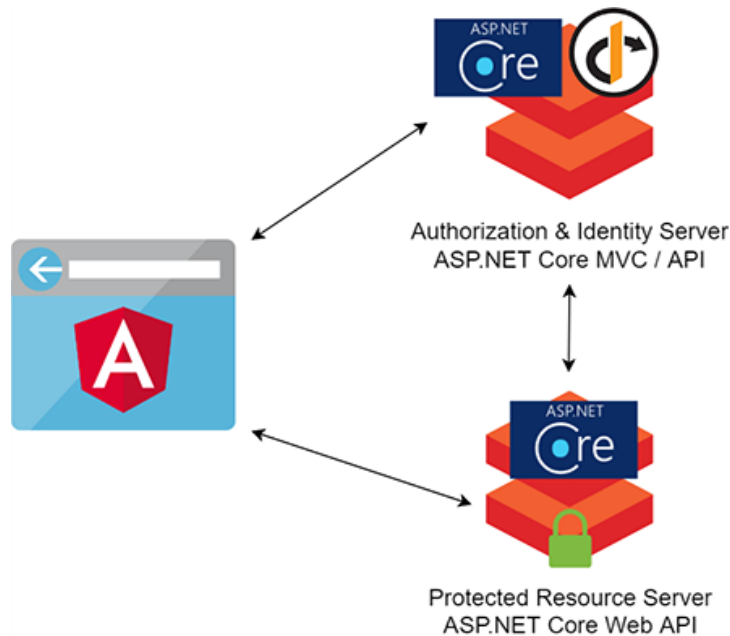 ASP.NET
Core
Authorization & Identity Server
ASP.NET Core MVC / API
A
ASP.NET
Core
Protected Resource Server
ASP.NET Core Web API